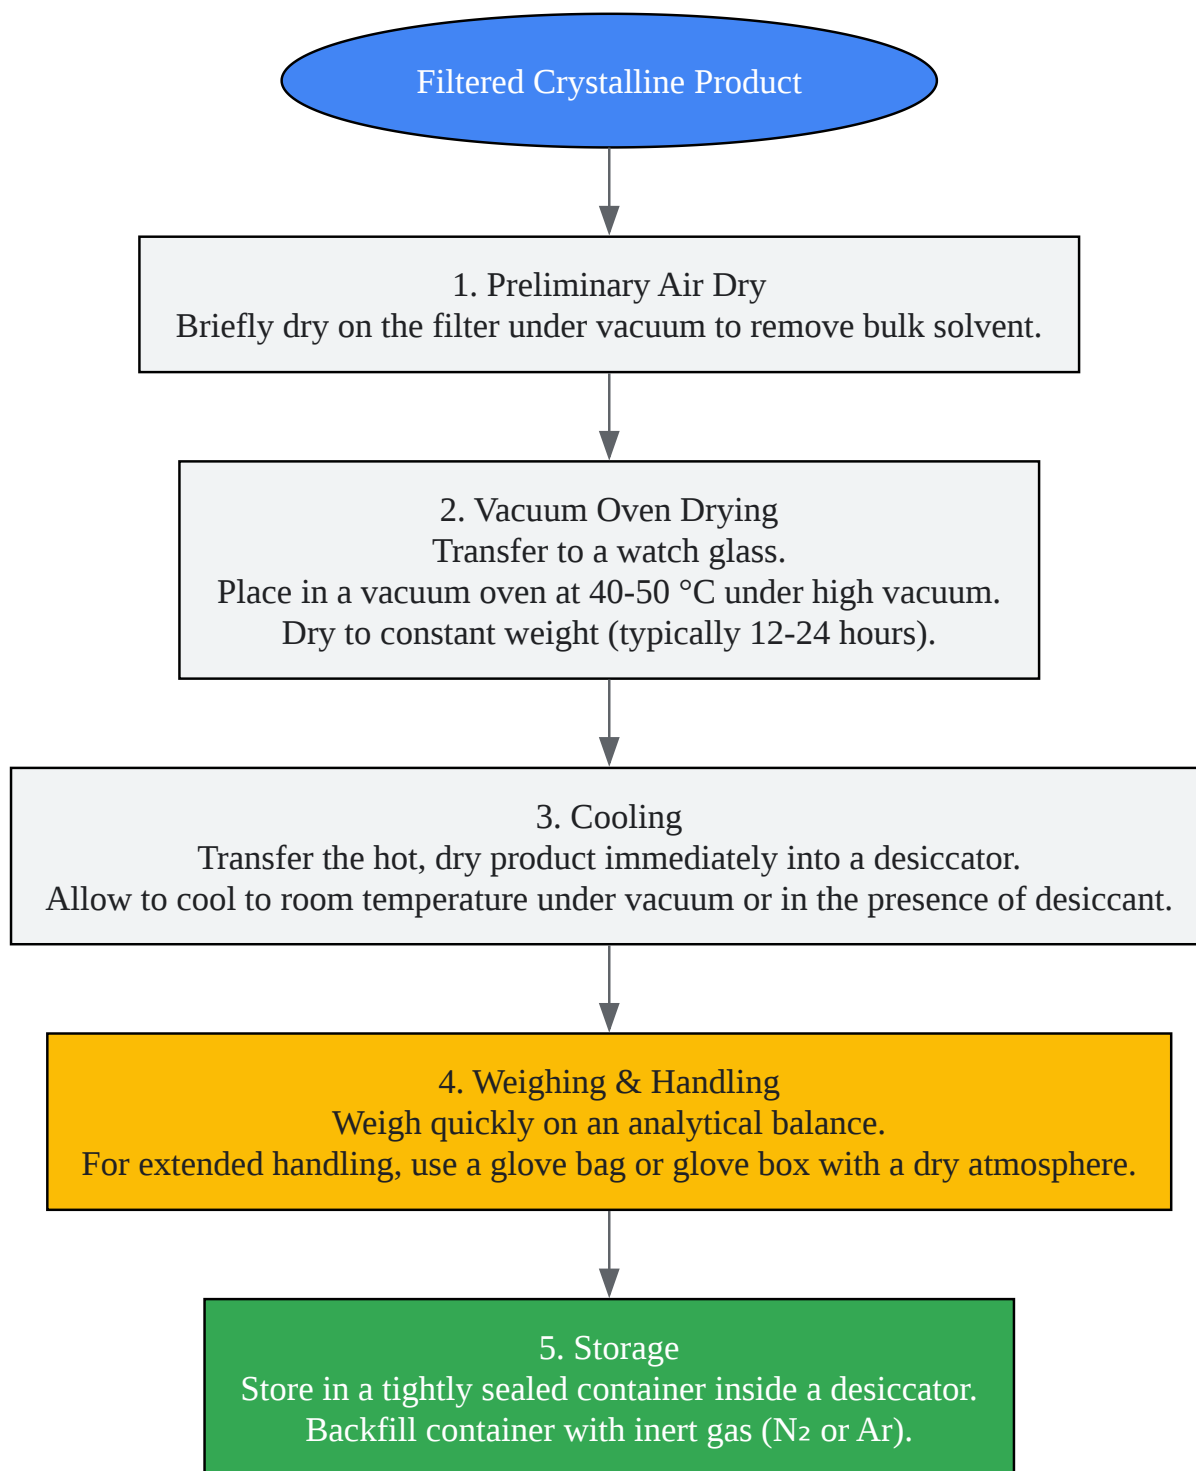 Filtered Crystalline Product
1. Preliminary Air Dry
Briefly dry on the filter under vacuum to remove bulk solvent.
2. Vacuum Oven Drying
Transfer to a watch glass.
Place in a vacuum oven at 40-50 °C under high vacuum.
Dry to constant weight (typically 12-24 hours).
3. Cooling
Transfer the hot, dry product immediately into a desiccator.
Allow to cool to room temperature under vacuum or in the presence of desiccant.
4. Weighing & Handling
Weigh quickly on an analytical balance.
For extended handling, use a glove bag or glove box with a dry atmosphere.
5. Storage
Store in a tightly sealed container inside a desiccator.
Backfill container with inert gas (N₂ or Ar).